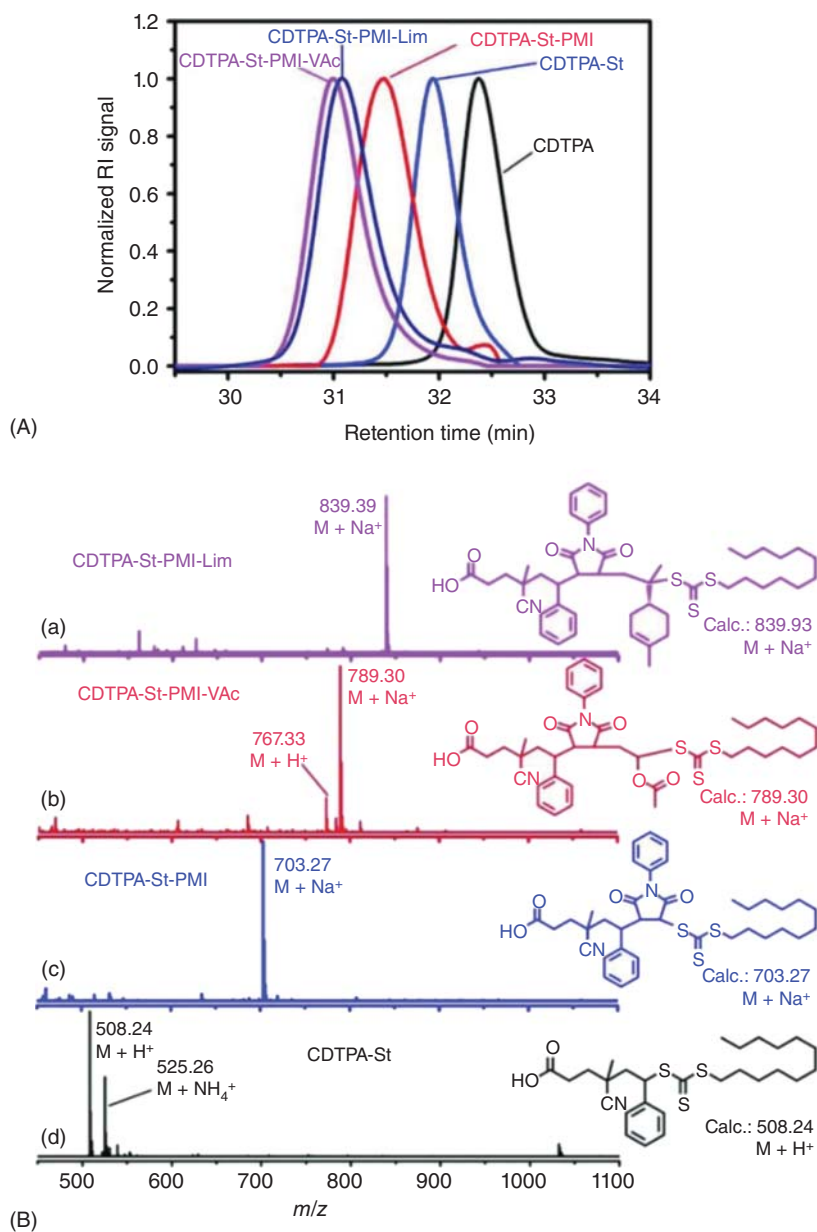 CDTPA-St-PMI-Lim
CDTPA-St-PMI-VAc
CDTPA-St-PMI
CDTPA-St
CDTPA
Normalized RI signal
1.2
1.0
0.8
0.6
0.4
0.2
0.0
30 31 32 33 34
Retention time (min)
(A)
839.39
M + Na⁺
CDTPA-St-PMI-Lim
(a)
N
O O
O
HO
CN
S S
S
Calc.: 839.93
M + Na⁺
789.30
M + Na⁺
CDTPA-St-PMI-VAc
767.33
M + H⁺
(b)
N
O O
O
HO
CN
S S
S
O O
Calc.: 789.30
M + Na⁺
703.27
M + Na⁺
CDTPA-St-PMI
(c)
N
O O
O
HO
CN
S S
S
Calc.: 703.27
M + Na⁺
508.24
M + H⁺
525.26
M + NH₄⁺
CDTPA-St
(d)
O
HO
CN
S S
S
Calc.: 508.24
M + H⁺
500 600 700 800 900 1000 1100
m/z
(B)